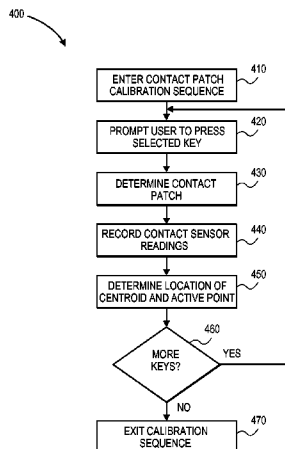 400
ENTER CONTACT PATCH
CALIBRATION SEQUENCE
410
PROMPT USER TO PRESS
SELECTED KEY
420
DETERMINE CONTACT
PATCH
430
RECORD CONTACT SENSOR
READINGS
440
DETERMINE LOCATION OF
CENTROID AND ACTIVE POINT
450
MORE
KEYS?
460
YES
NO
EXIT CALIBRATION
SEQUENCE
470